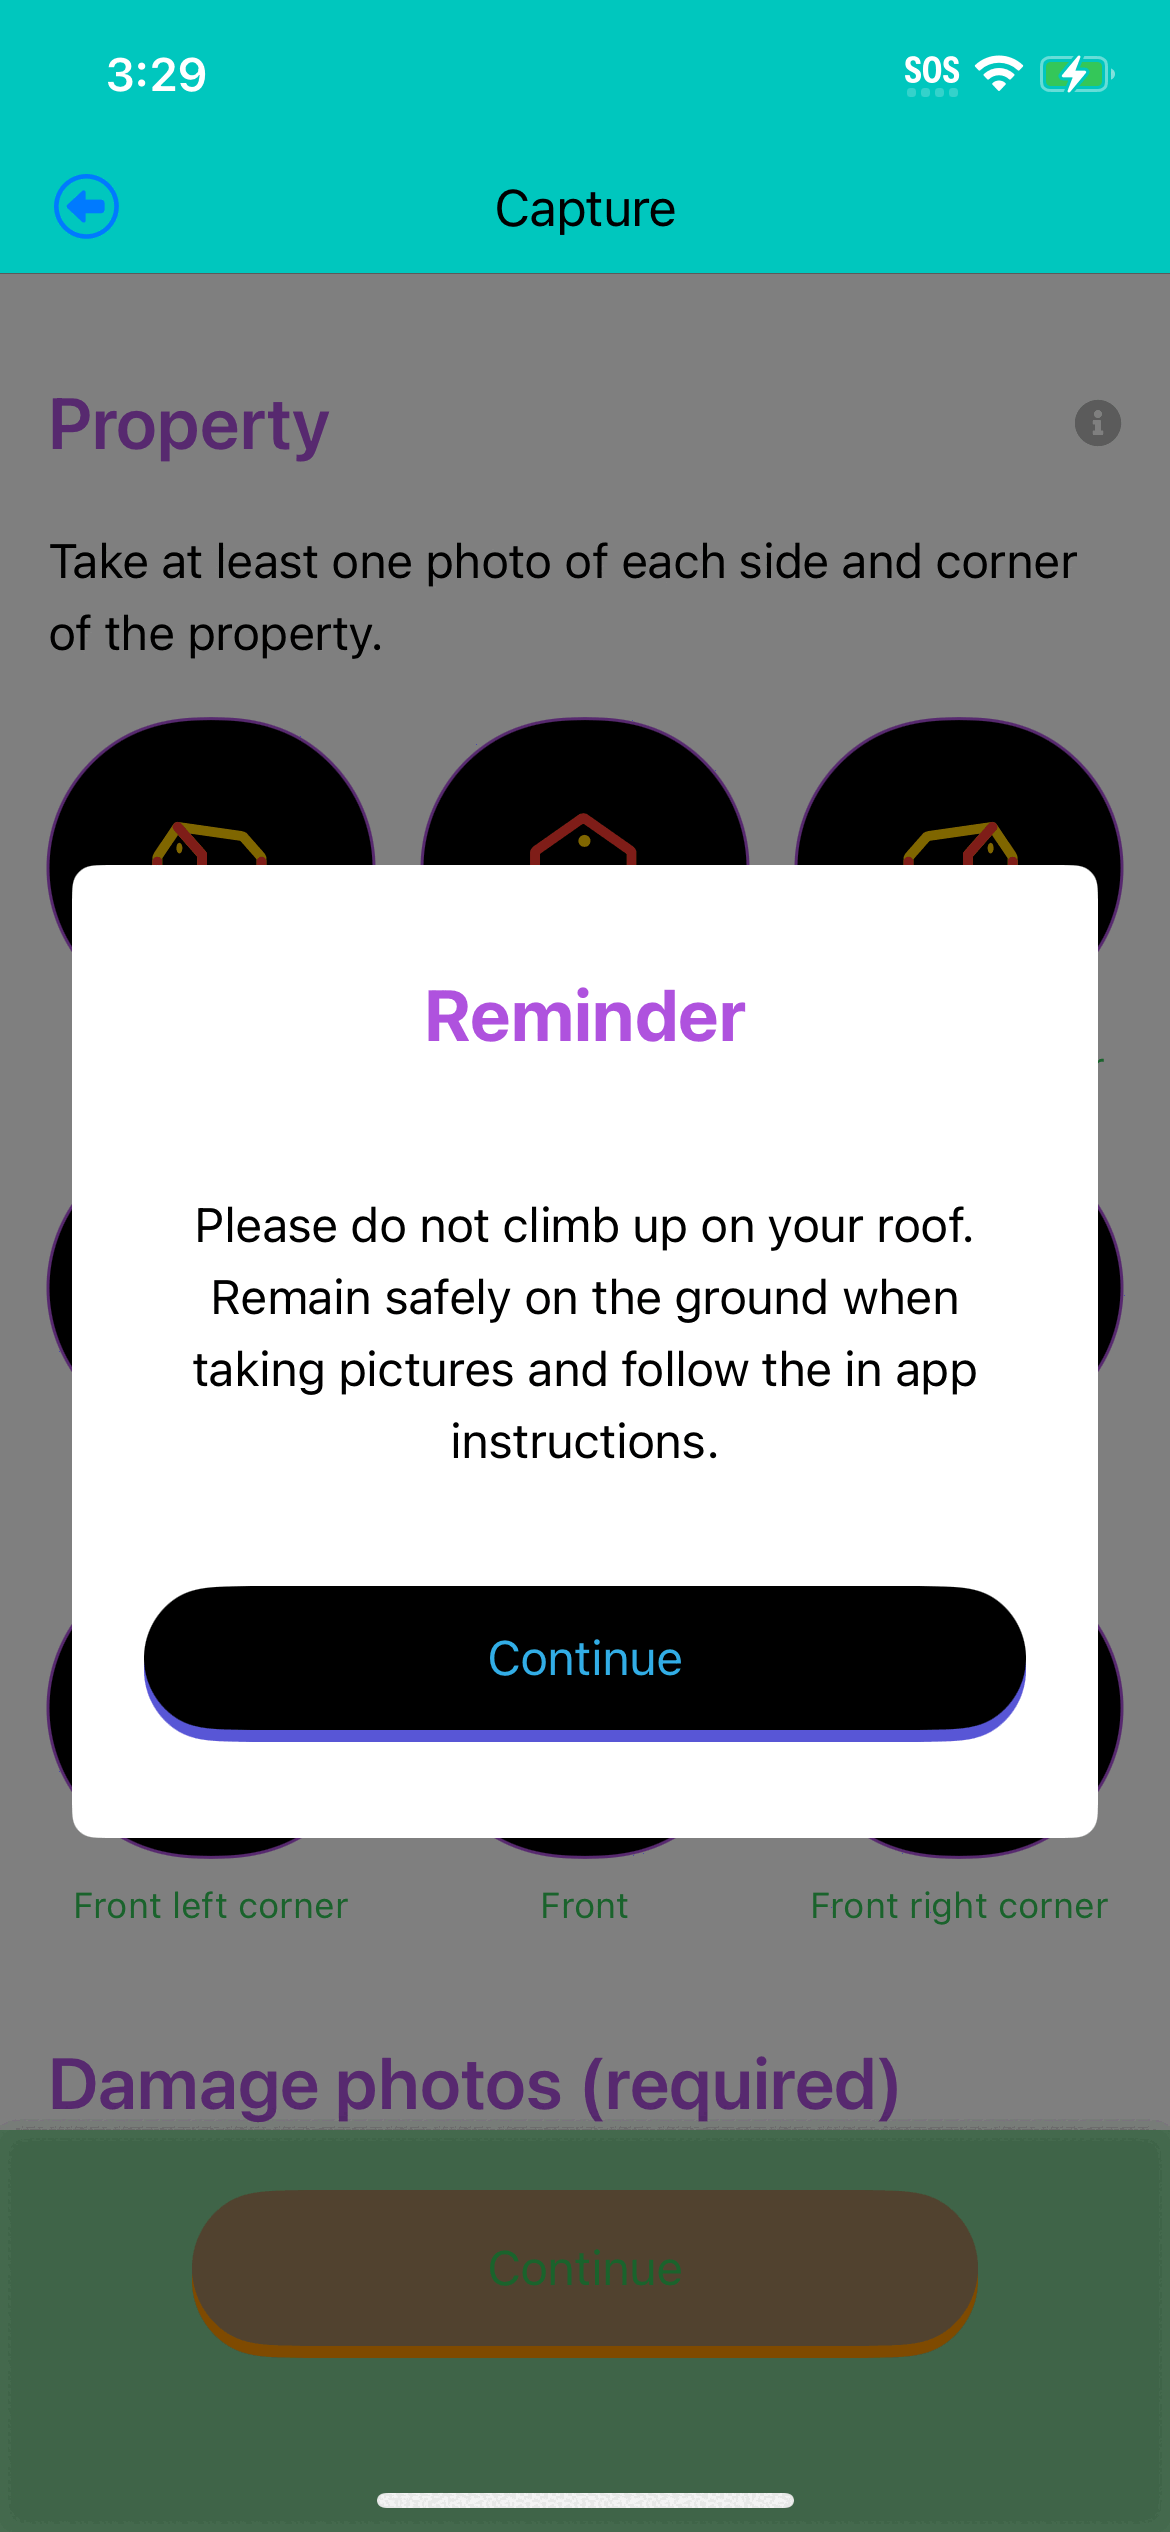 3:29
SOS
Capture
Property
Take at least one photo of each side and corner
of the property.
Reminder
Please do not climb up on your roof.
Remain safely on the ground when
taking pictures and follow the in app
instructions.
Continue
Front left corner
Front
Front right corner
Damage photos (required)
Continue